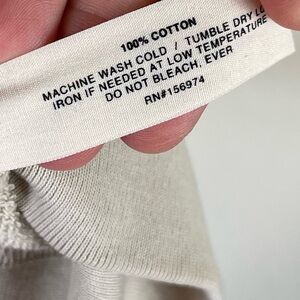 100% COTTON
MACHINE WASH COLD / TUMBLE DRY
IRON IF NEEDED AT LOW TEMPERATURE
DO NOT BLEACH, EVER
RN#156974